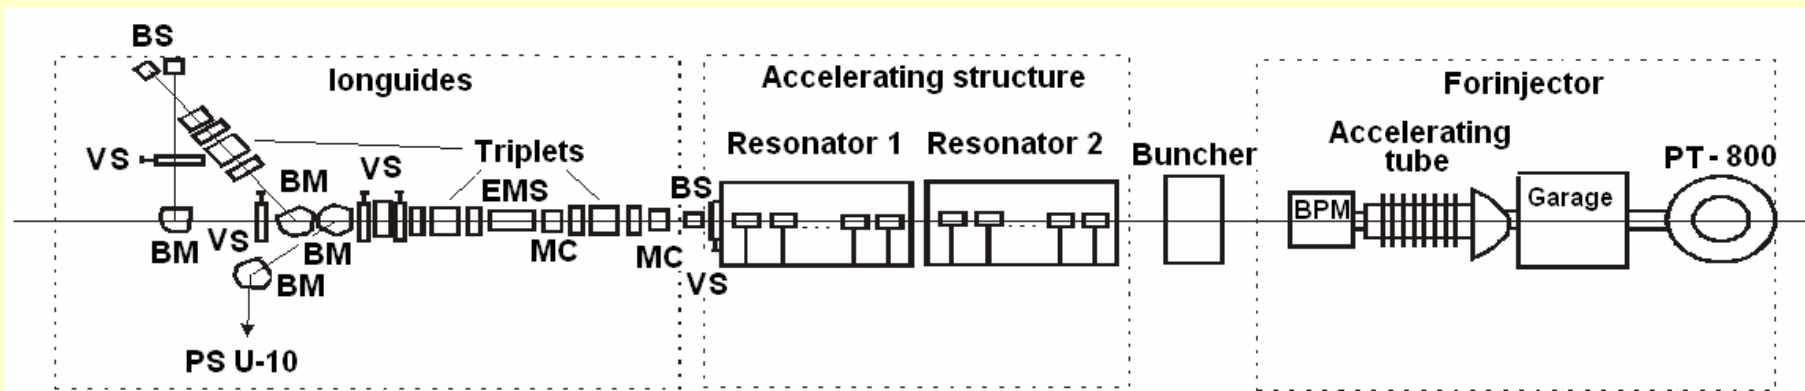 BS
Ionguides
Accelerating structure
Forinjector
Accelerating
tube
Resonator 1
Resonator 2
Buncher
PT - 800
VS
Triplets
VS
BM
EMS
BS
Garage
BPM
BM
VS
BM
MC
MC
VS
BM
PS U-10